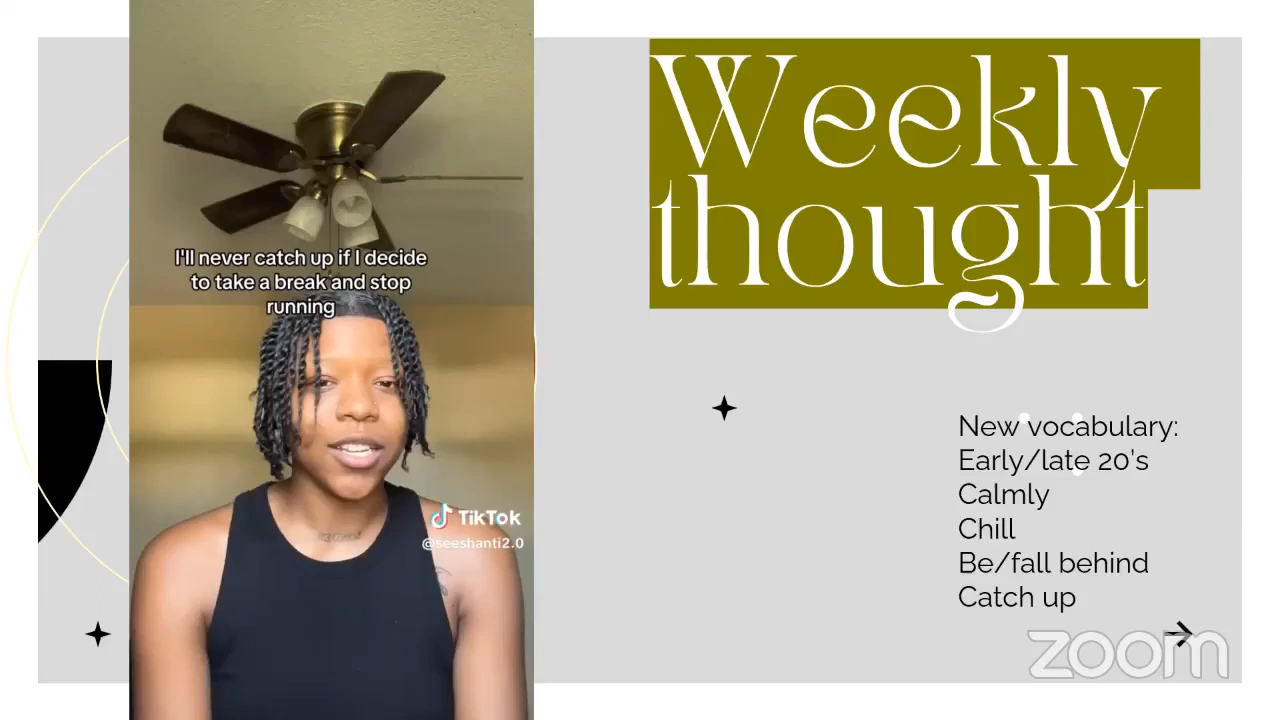 Weekly
thought
I'll never catch up if I decide
to take a break and stop
running
TikTok
@seeshanti2.0
New vocabulary:
Early/late 20's
Calmly
Chill
Be/fall behind
Catch up
zoom